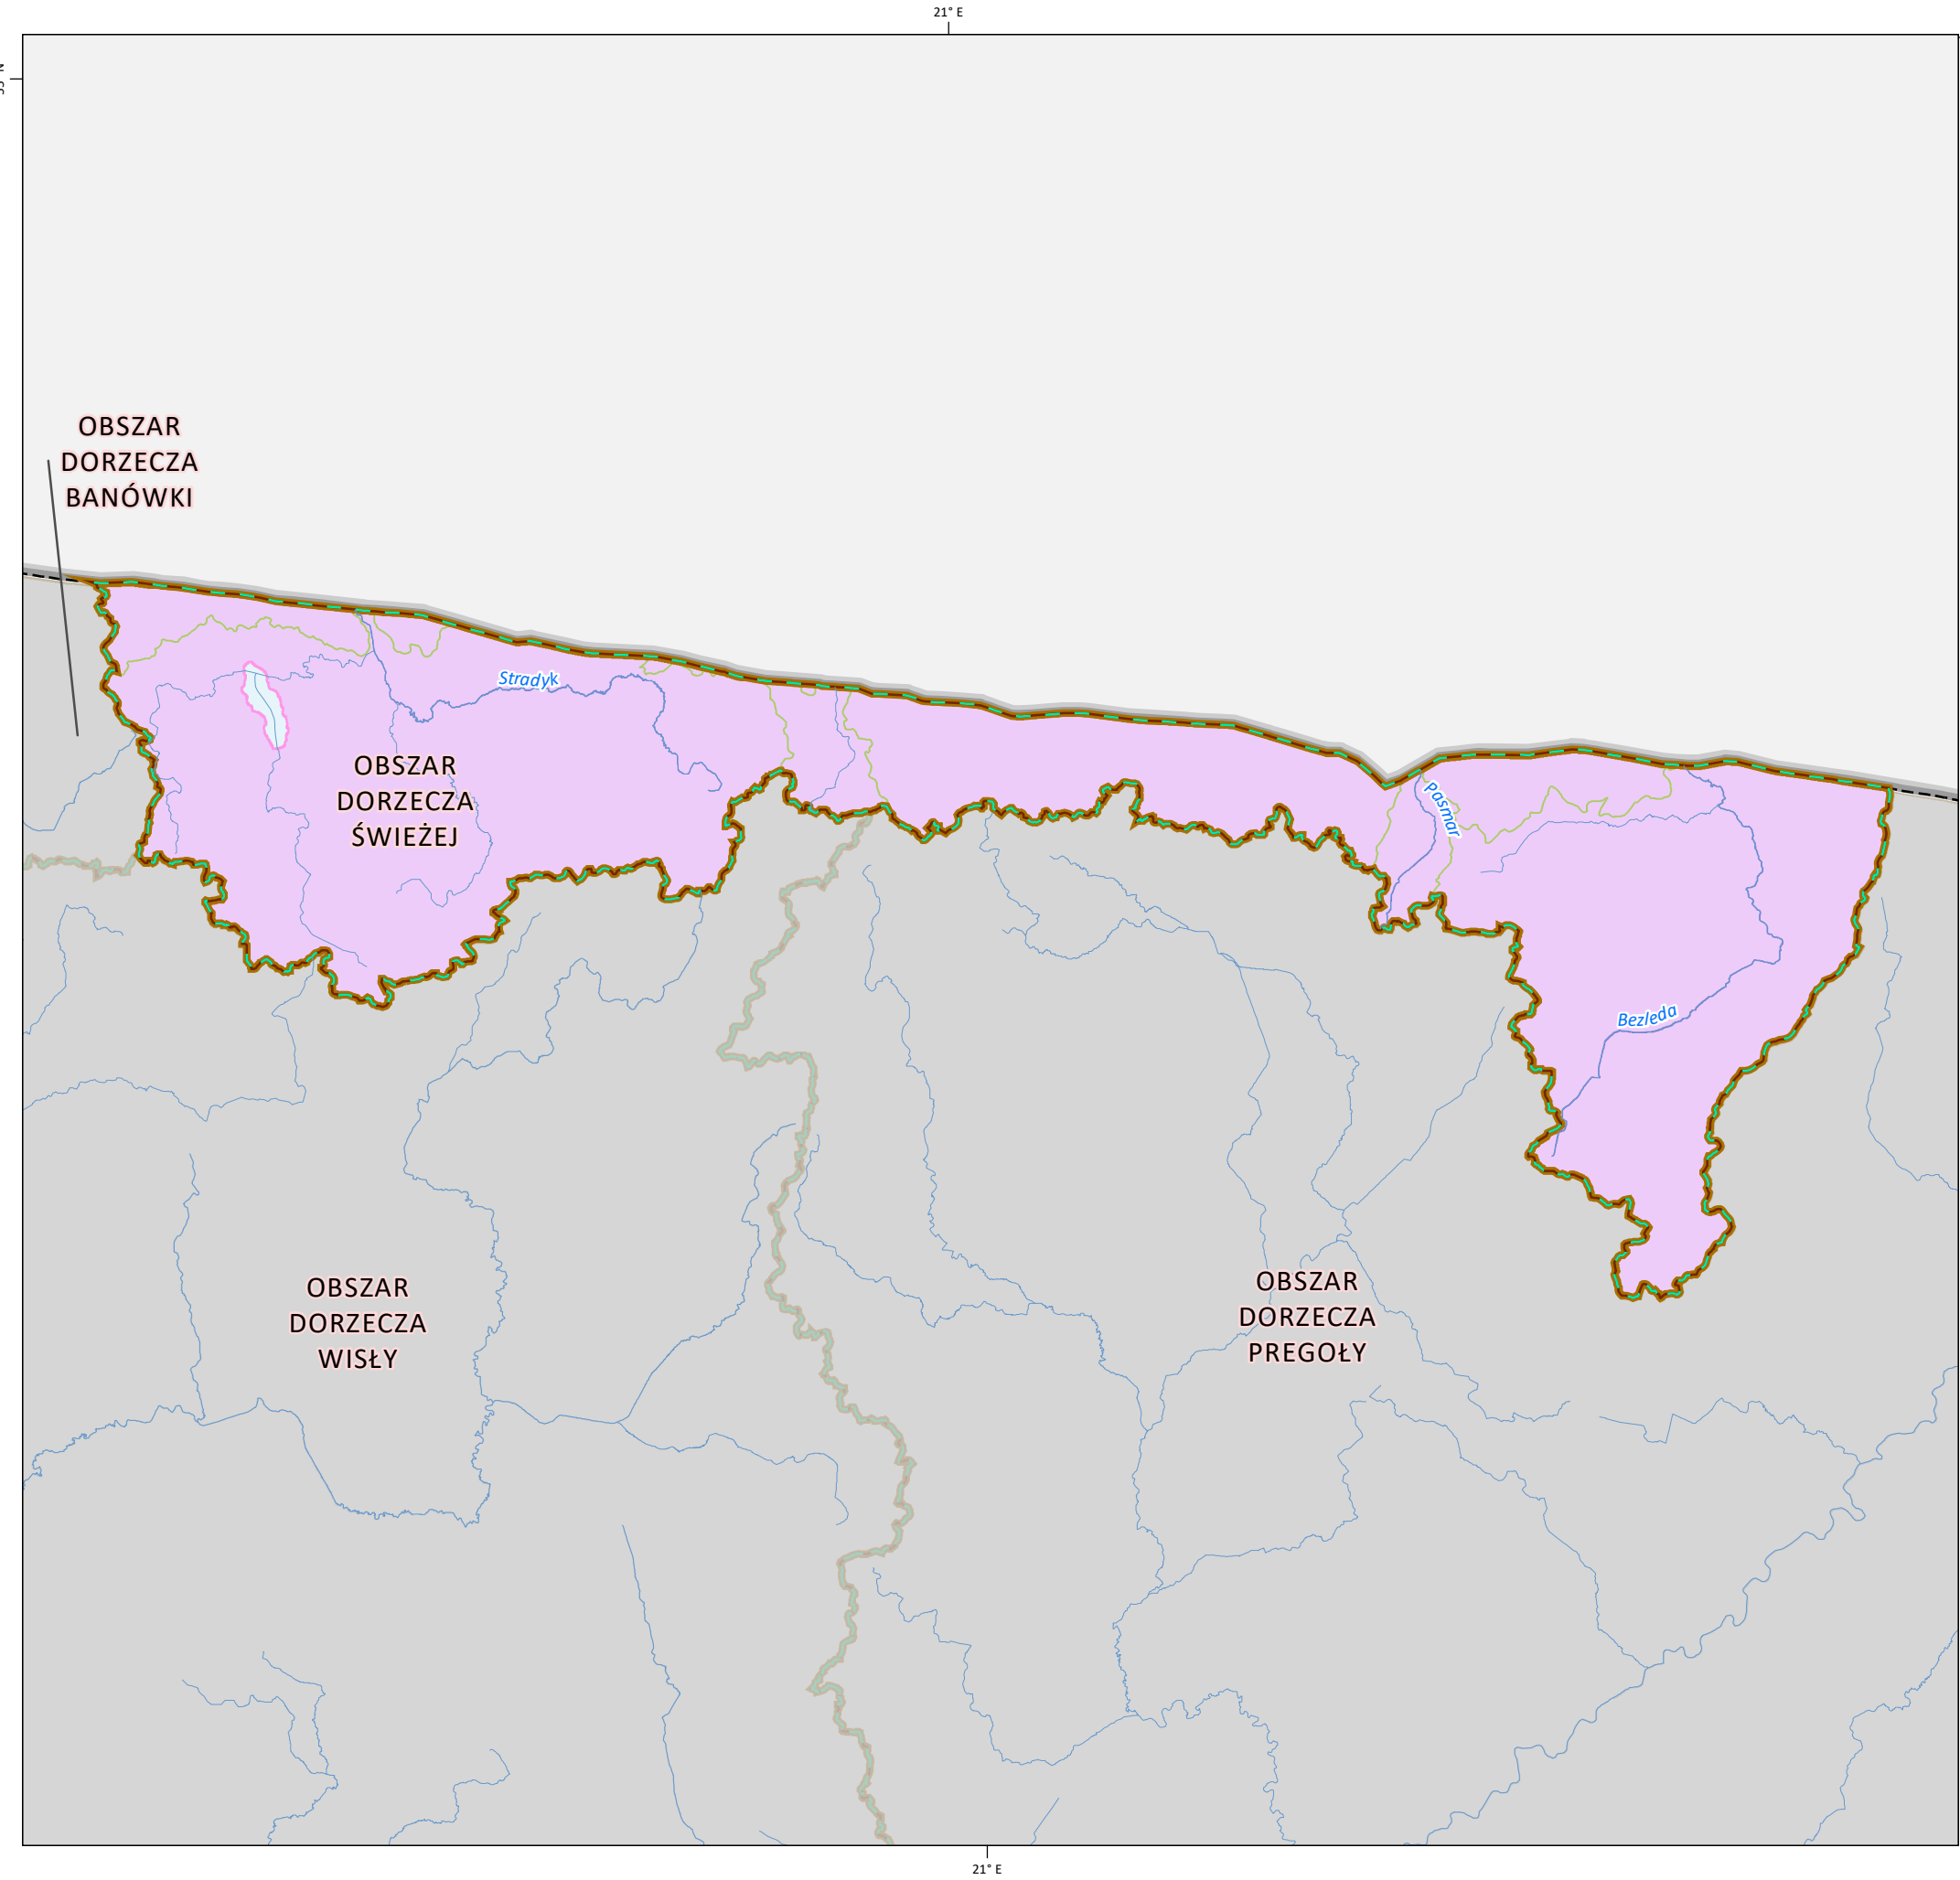 21° E
OBSZAR
DORZECZA
BANÓWKI
Stradyk
OBSZAR
DORZECZA
ŚWIEŻEJ
Pasmar
Bezleda
OBSZAR
DORZECZA
WISŁY
OBSZAR
DORZECZA
PREGOŁY
21° E